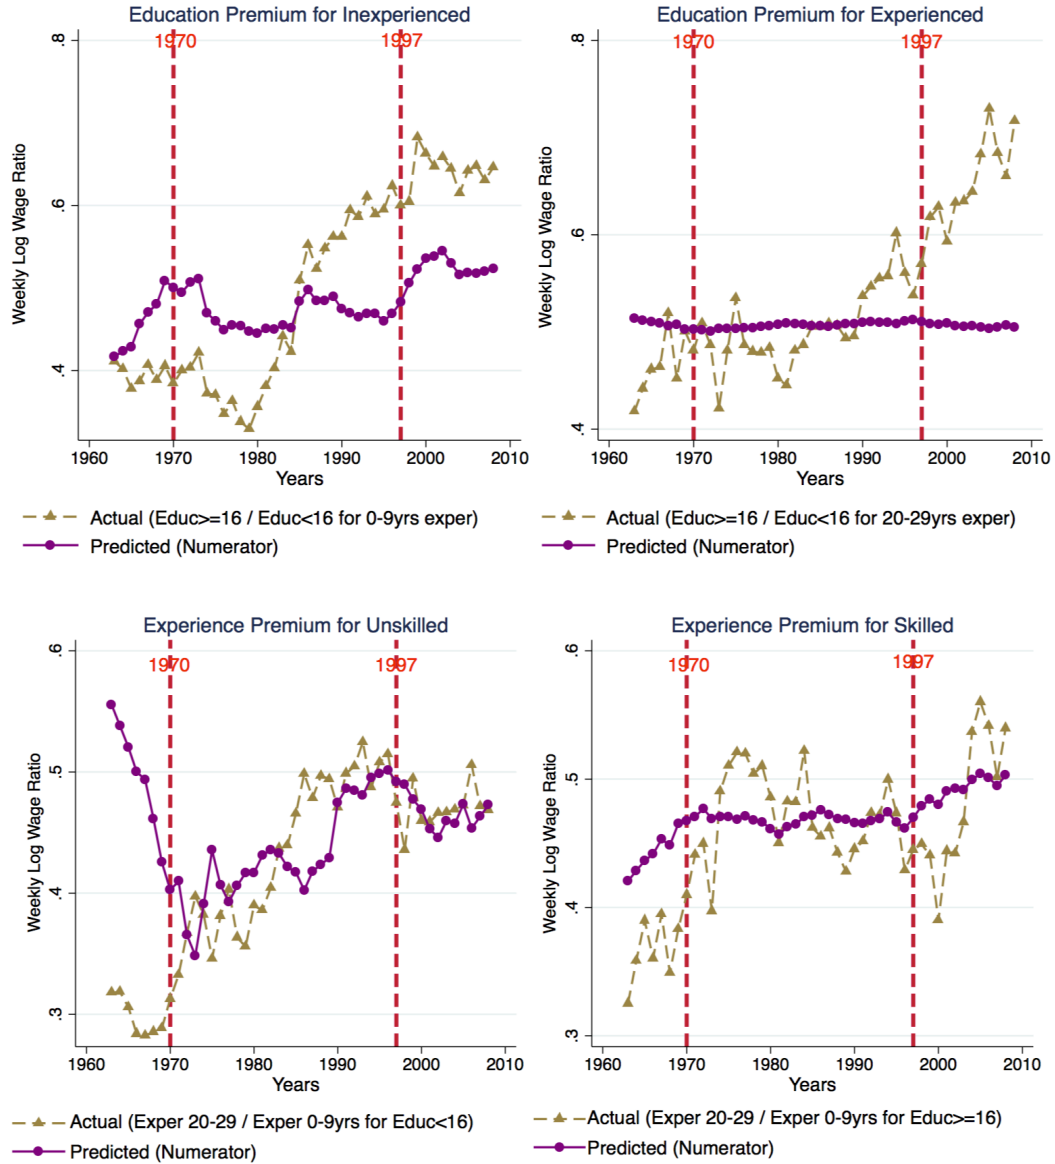 Education Premium for Inexperienced
Education Premium for Experienced
Weekly Log Wage Ratio
.8
.6
.4
1970
1997
1960 1970 1980 1990 2000 2010
Years
Actual (Educ>=16 / Educ<16 for 0-9yrs exper)
Predicted (Numerator)
Weekly Log Wage Ratio
.8
.6
.4
1970
1997
1960 1970 1980 1990 2000 2010
Years
Actual (Educ>=16 / Educ<16 for 20-29yrs exper)
Predicted (Numerator)
Experience Premium for Unskilled
Experience Premium for Skilled
Weekly Log Wage Ratio
.6
.5
.4
.3
1970
1997
1960 1970 1980 1990 2000 2010
Years
Actual (Exper 20-29 / Exper 0-9yrs for Educ<16)
Predicted (Numerator)
Weekly Log Wage Ratio
.6
.5
.4
.3
1970
1997
1960 1970 1980 1990 2000 2010
Years
Actual (Exper 20-29 / Exper 0-9yrs for Educ>=16)
Predicted (Numerator)